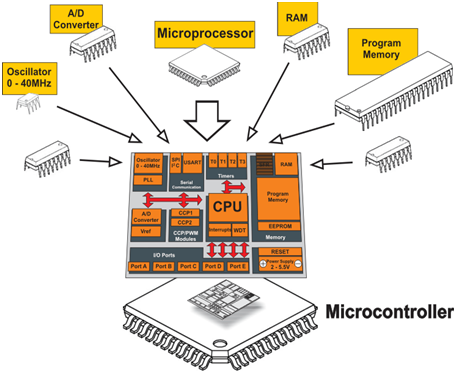 A/D
Converter
Microprocessor
RAM
Program
Memory
Oscillator
0 - 40MHz
Oscillator
0 - 40MHz
PLL
SPI
I²C
USART
Serial
Communication
T0 T1 T2 T3
Timers
RAM
Program
Memory
EEPROM
Memory
A/D
Converter
Vref
CCP1
CCP2
CCP/PWM
Modules
CPU
Interrupts
WDT
I/O Ports
Port A Port B Port C Port D Port E
RESET
Power Supply
2 - 5.5V
Microcontroller